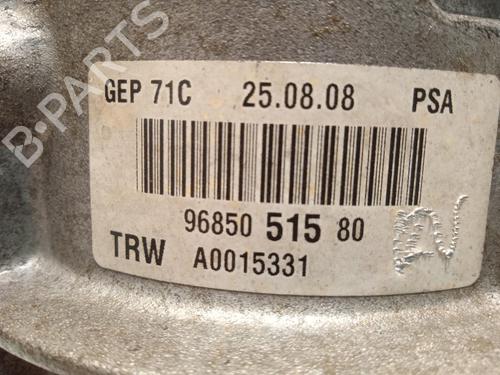 B-PARTS
GEP 71C 25.08.08 PSA
96850 515 80
TRW A0015331